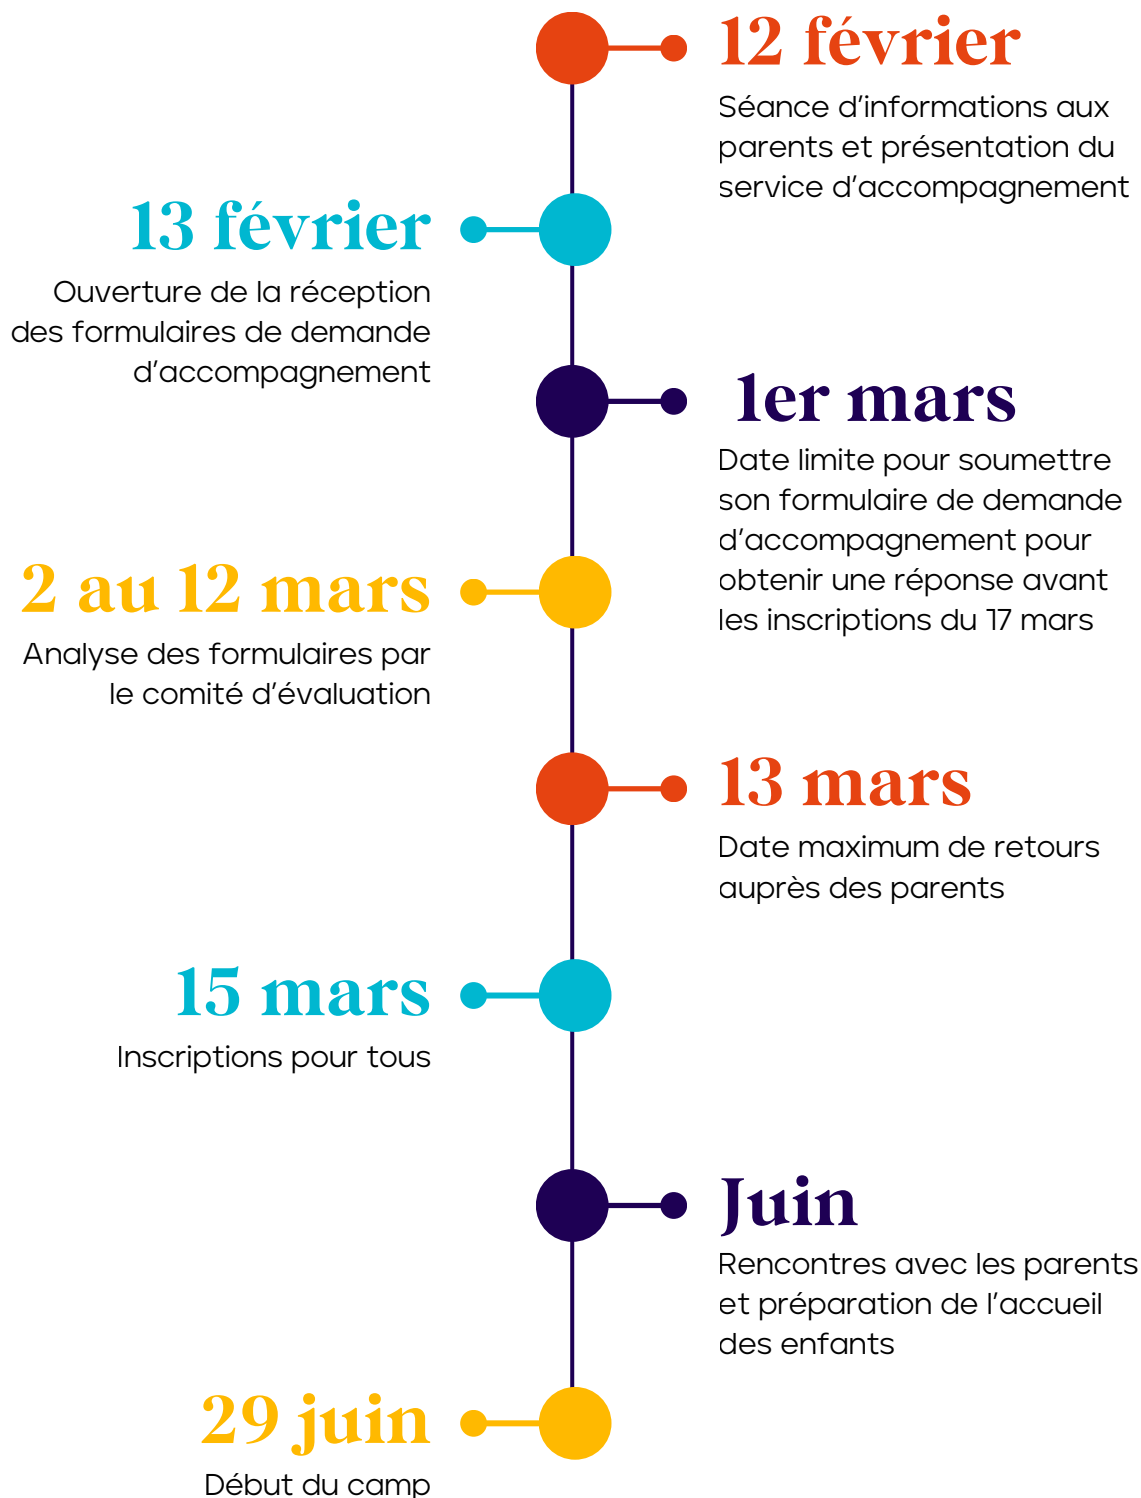 12 février
Séance d'informations aux
parents et présentation du
service d'accompagnement
13 février
Ouverture de la réception
des formulaires de demande
d'accompagnement
1er mars
Date limite pour soumettre
son formulaire de demande
d'accompagnement pour
obtenir une réponse avant
les inscriptions du 17 mars
2 au 12 mars
Analyse des formulaires par
le comité d'évaluation
13 mars
Date maximum de retours
auprès des parents
15 mars
Inscriptions pour tous
Juin
Rencontres avec les parents
et préparation de l'accueil
des enfants
29 juin
Début du camp